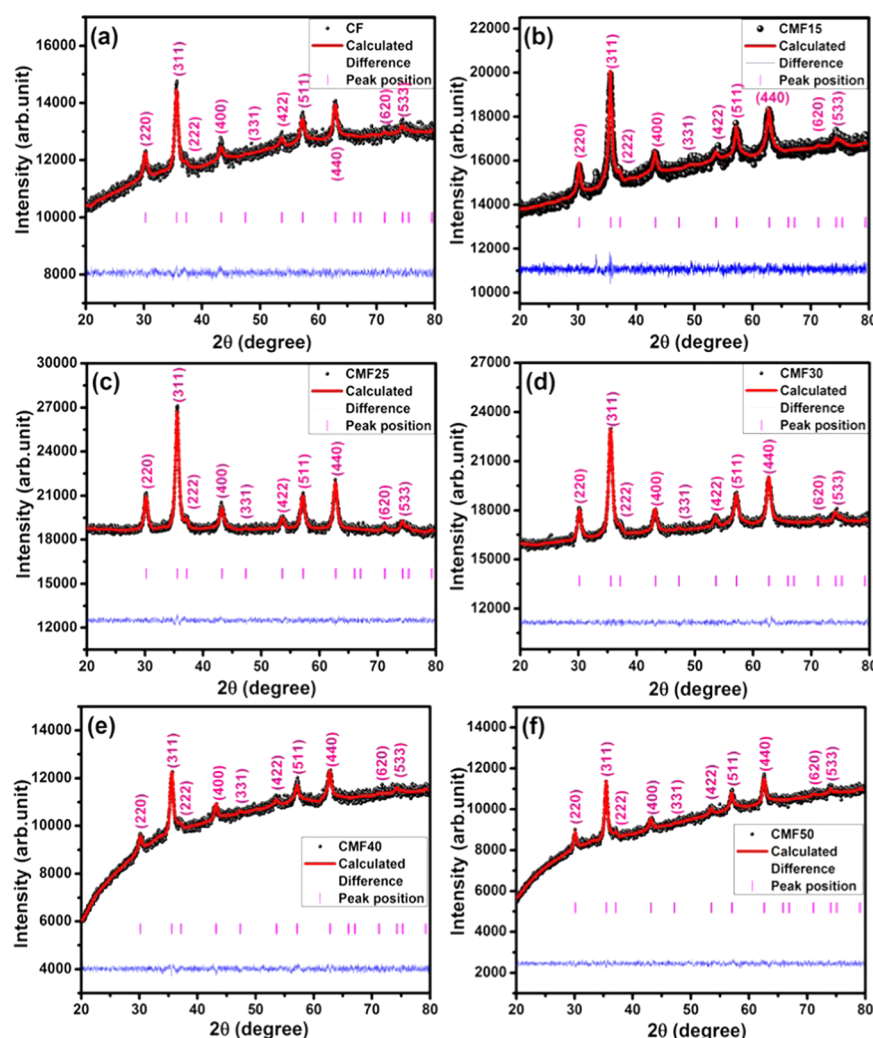 (a)
CF
Calculated
Difference
Peak position
(220)
(311)
(222)
(400)
(331)
(422)
(511)
(440)
(620)
(533)
16000
14000
12000
10000
8000
Intensity (arb.unit)
20 30 40 50 60 70 80
2θ (degree)
(b)
CMF15
Calculated
Difference
Peak position
(220)
(311)
(222)
(400)
(331)
(422)
(511)
(440)
(620)
(533)
22000
20000
18000
16000
14000
12000
10000
Intensity (arb.unit)
20 30 40 50 60 70 80
2θ (degree)
(c)
CMF25
Calculated
Difference
Peak position
(220)
(311)
(222)
(400)
(331)
(422)
(511)
(440)
(620)
(533)
30000
27000
24000
21000
18000
15000
12000
Intensity (arb.unit)
20 30 40 50 60 70 80
2θ (degree)
(d)
CMF30
Calculated
Difference
Peak position
(220)
(311)
(222)
(400)
(331)
(422)
(511)
(440)
(620)
(533)
27000
24000
21000
18000
15000
12000
Intensity (arb.unit)
20 30 40 50 60 70 80
2θ (degree)
(e)
CMF40
Calculated
Difference
Peak position
(220)
(311)
(222)
(400)
(331)
(422)
(511)
(440)
(620)
(533)
14000
12000
10000
8000
6000
4000
Intensity (arb.unit)
20 30 40 50 60 70 80
2θ (degree)
(f)
CMF50
Calculated
Difference
Peak position
(220)
(311)
(222)
(400)
(331)
(422)
(511)
(440)
(620)
(533)
14000
12000
10000
8000
6000
4000
2000
Intensity (arb.unit)
20 30 40 50 60 70 80
2θ (degree)